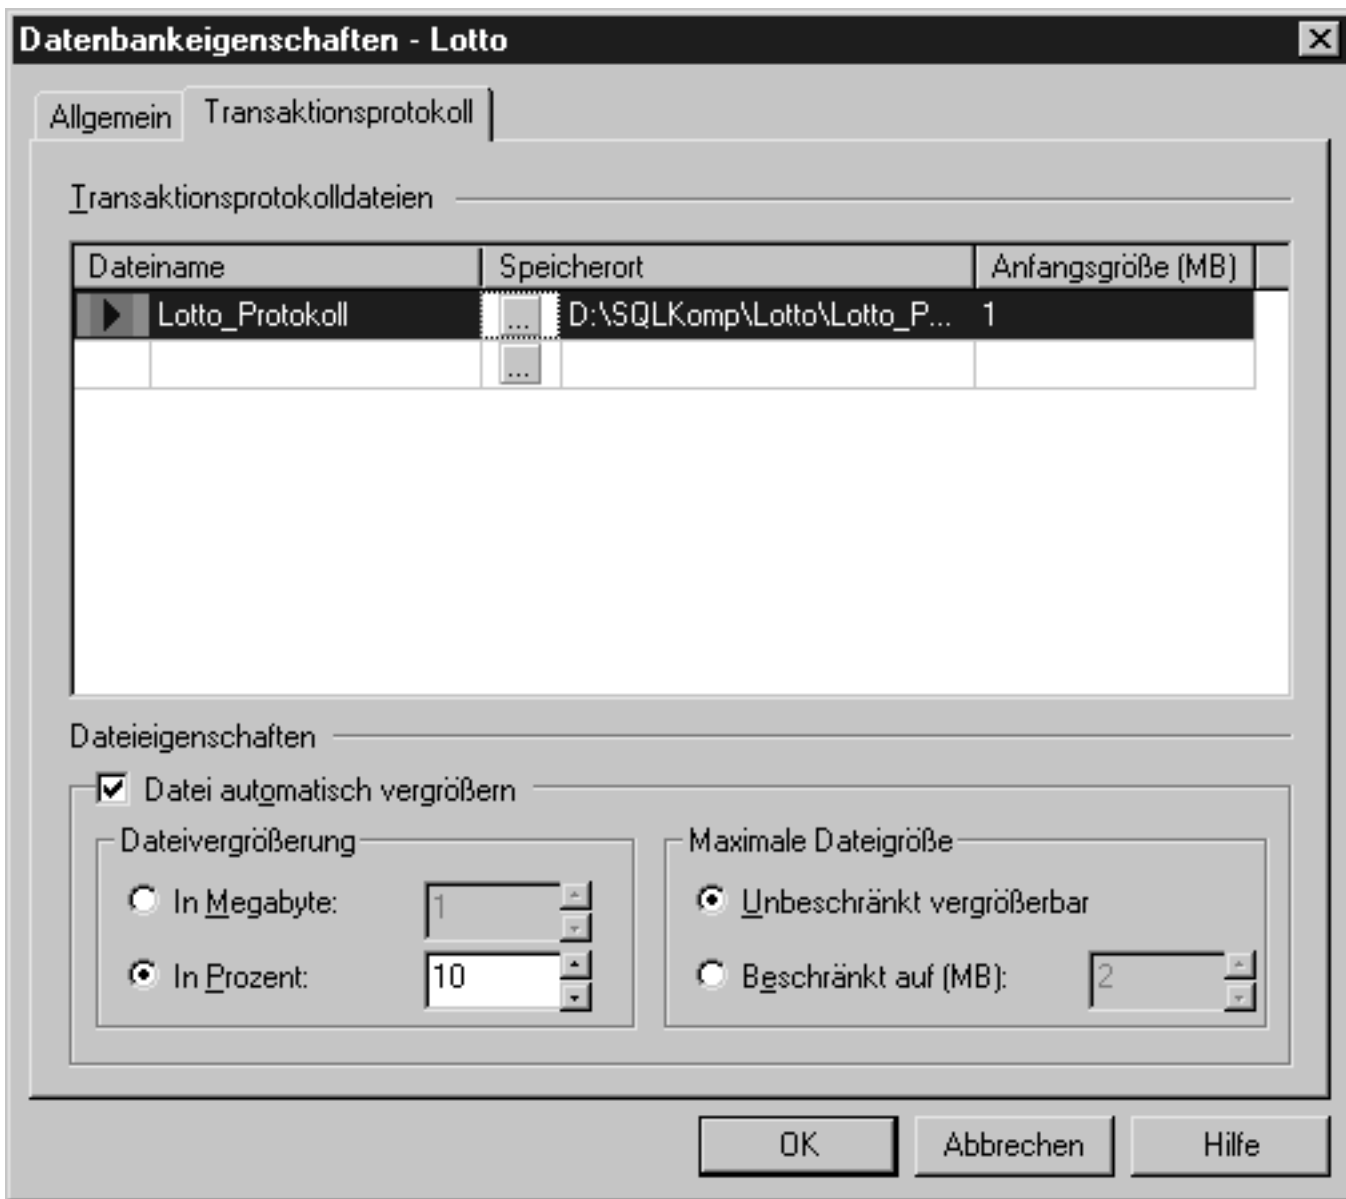 Datenbankeigenschaften - Lotto
Allgemein Transaktionsprotokoll
Transaktionsprotokolldateien
Dateiname Speicherort Anfangsgröße (MB)
Lotto_Protokoll ... D:\SQLKomp\Lotto\Lotto_P... 1
...
Dateieigenschaften
Datei automatisch vergrößern
Dateivergrößerung Maximale Dateigröße
In Megabyte: 1 Unbeschränkt vergrößerbar
In Prozent: 10 Beschränkt auf (MB): 2
OK Abbrechen Hilfe